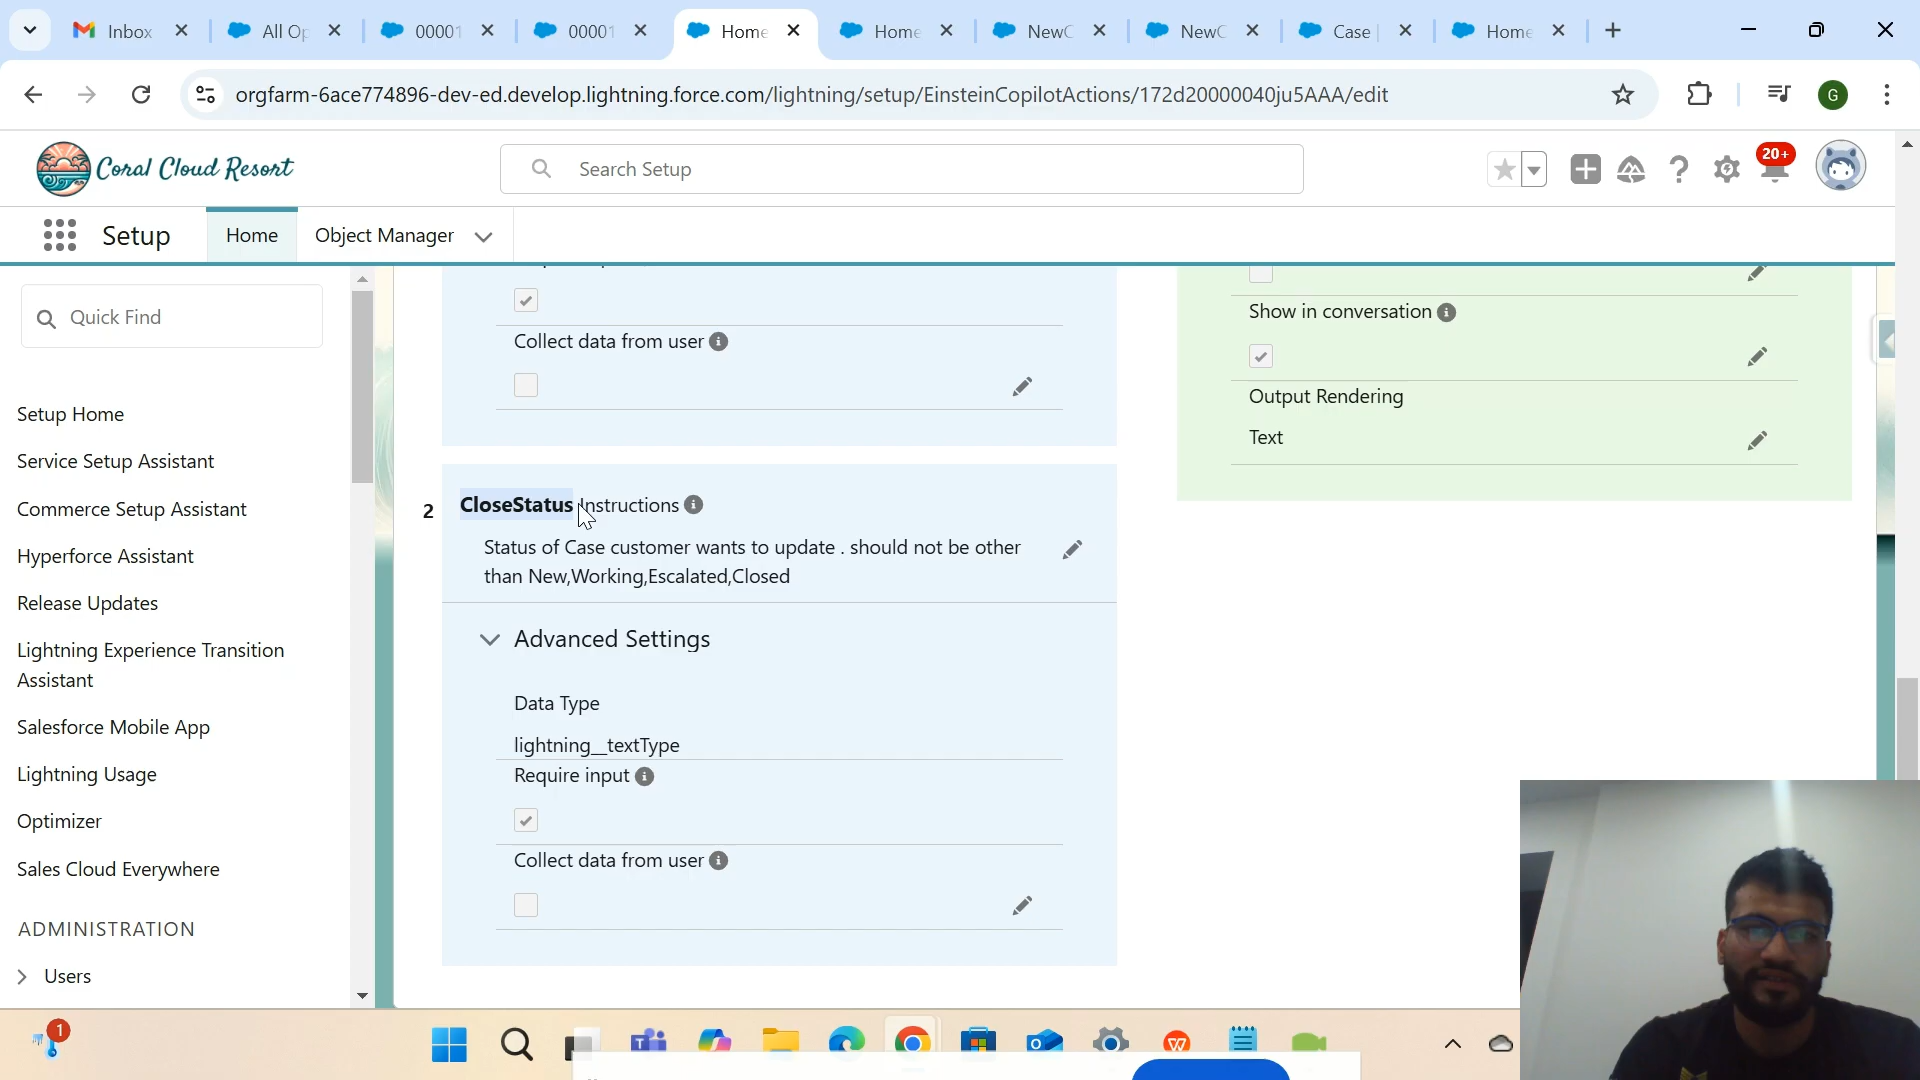 Inbox
All Op
00001
00001
Home
Home
NewC
NewC
Case
Home
orgfarm-6ace774896-dev-ed.develop.lightning.force.com/lightning/setup/EinsteinCopilotActions/172d20000040ju5AAA/edit
G
Coral Cloud Resort
Search Setup
20+
Setup
Home
Object Manager
Quick Find
Setup Home
Service Setup Assistant
Commerce Setup Assistant
Hyperforce Assistant
Release Updates
Lightning Experience Transition
Assistant
Salesforce Mobile App
Lightning Usage
Optimizer
Sales Cloud Everywhere
ADMINISTRATION
Users
Collect data from user
2
CloseStatus Instructions
Status of Case customer wants to update . should not be other
than New,Working,Escalated,Closed
Advanced Settings
Data Type
lightning__textType
Require input
Collect data from user
Show in conversation
Output Rendering
Text
1